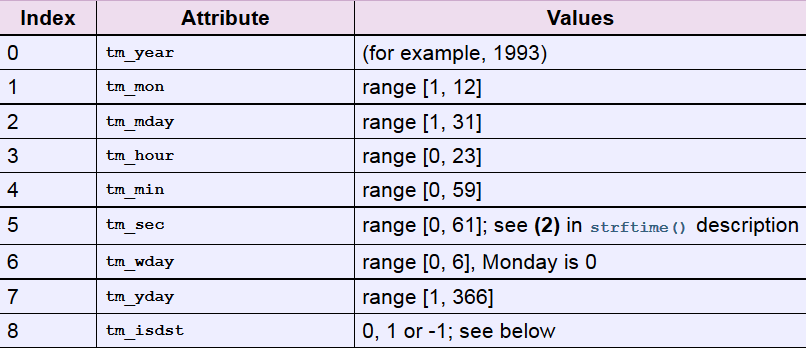 Index Attribute Values
0 tm_year (for example, 1993)
1 tm_mon range [1, 12]
2 tm_mday range [1, 31]
3 tm_hour range [0, 23]
4 tm_min range [0, 59]
5 tm_sec range [0, 61]; see (2) in strftime() description
6 tm_wday range [0, 6], Monday is 0
7 tm_yday range [1, 366]
8 tm_isdst 0, 1 or -1; see below